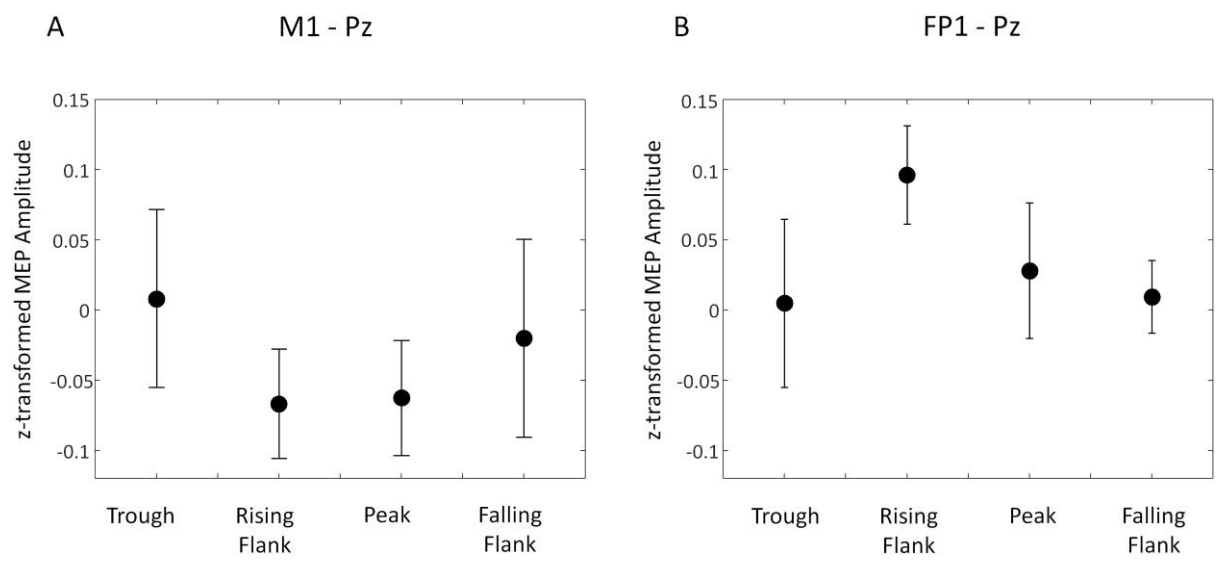 A
M1 - Pz
z-transformed MEP Amplitude
0.15
0.1
0.05
0
-0.05
-0.1
Trough
Rising
Flank
Peak
Falling
Flank
B
FP1 - Pz
z-transformed MEP Amplitude
0.15
0.1
0.05
0
-0.05
-0.1
Trough
Rising
Flank
Peak
Falling
Flank